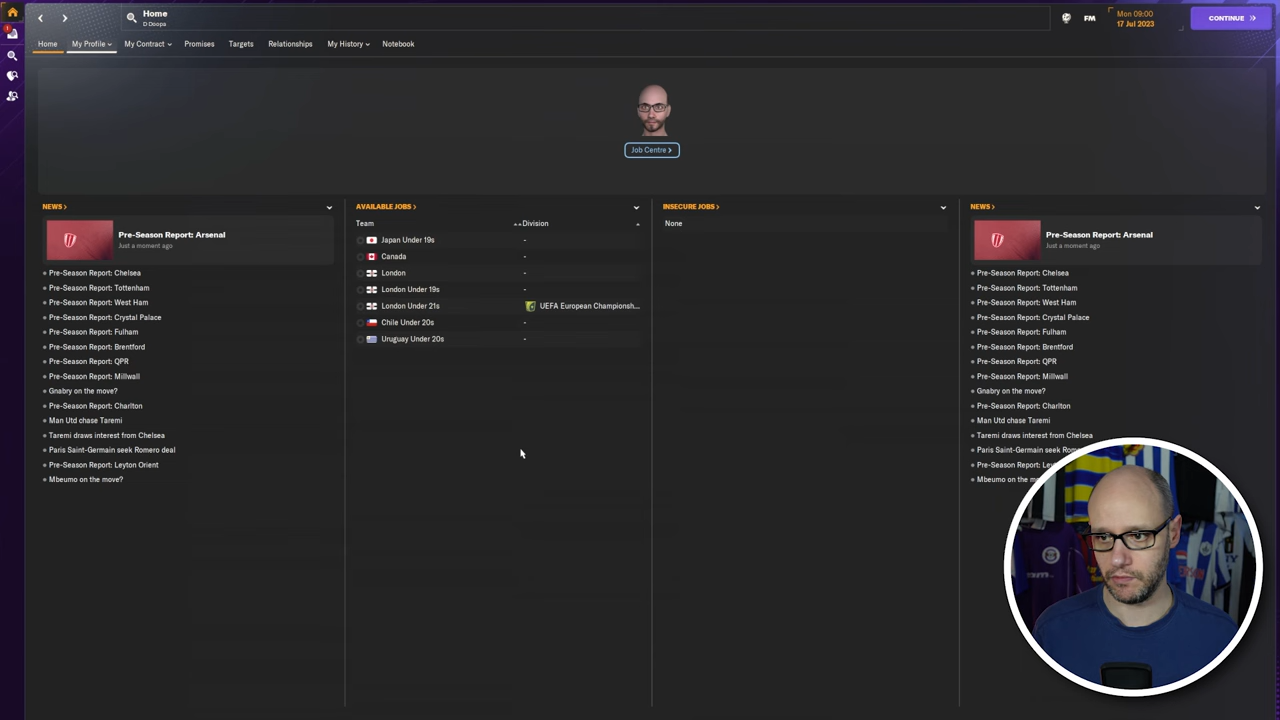 Home
D Doopa
FM
Mon 09:00
17 Jul 2023
CONTINUE
Home
My Profile
My Contract
Promises
Targets
Relationships
My History
Notebook
Job Centre >
NEWS >
Pre-Season Report: Arsenal
Just a moment ago
Pre-Season Report: Chelsea
Pre-Season Report: Tottenham
Pre-Season Report: West Ham
Pre-Season Report: Crystal Palace
Pre-Season Report: Fulham
Pre-Season Report: Brentford
Pre-Season Report: QPR
Pre-Season Report: Millwall
Gnabry on the move?
Pre-Season Report: Charlton
Man Utd chase Taremi
Taremi draws interest from Chelsea
Paris Saint-Germain seek Romero deal
Pre-Season Report: Leyton Orient
Mbeumo on the move?
AVAILABLE JOBS >
Team Division
Japan Under 19s -
Canada -
London -
London Under 19s -
London Under 21s UEFA European Championsh...
Chile Under 20s -
Uruguay Under 20s -
INSECURE JOBS >
None
NEWS >
Pre-Season Report: Arsenal
Just a moment ago
Pre-Season Report: Chelsea
Pre-Season Report: Tottenham
Pre-Season Report: West Ham
Pre-Season Report: Crystal Palace
Pre-Season Report: Fulham
Pre-Season Report: Brentford
Pre-Season Report: QPR
Pre-Season Report: Millwall
Gnabry on the move?
Pre-Season Report: Charlton
Man Utd chase Taremi
Taremi draws interest from Chelsea
Paris Saint-Germain seek
Pre-Season Report:
Mbeumo on the